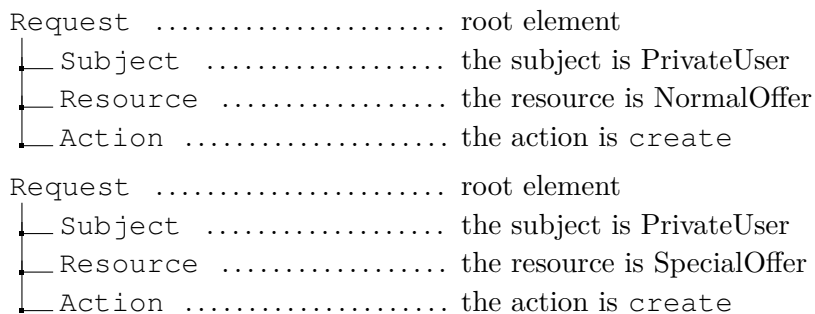 Request ....................... root element
Subject ................... the subject is PrivateUser
Resource .................. the resource is NormalOffer
Action ..................... the action is create
Request ....................... root element
Subject ................... the subject is PrivateUser
Resource .................. the resource is SpecialOffer
Action ..................... the action is create